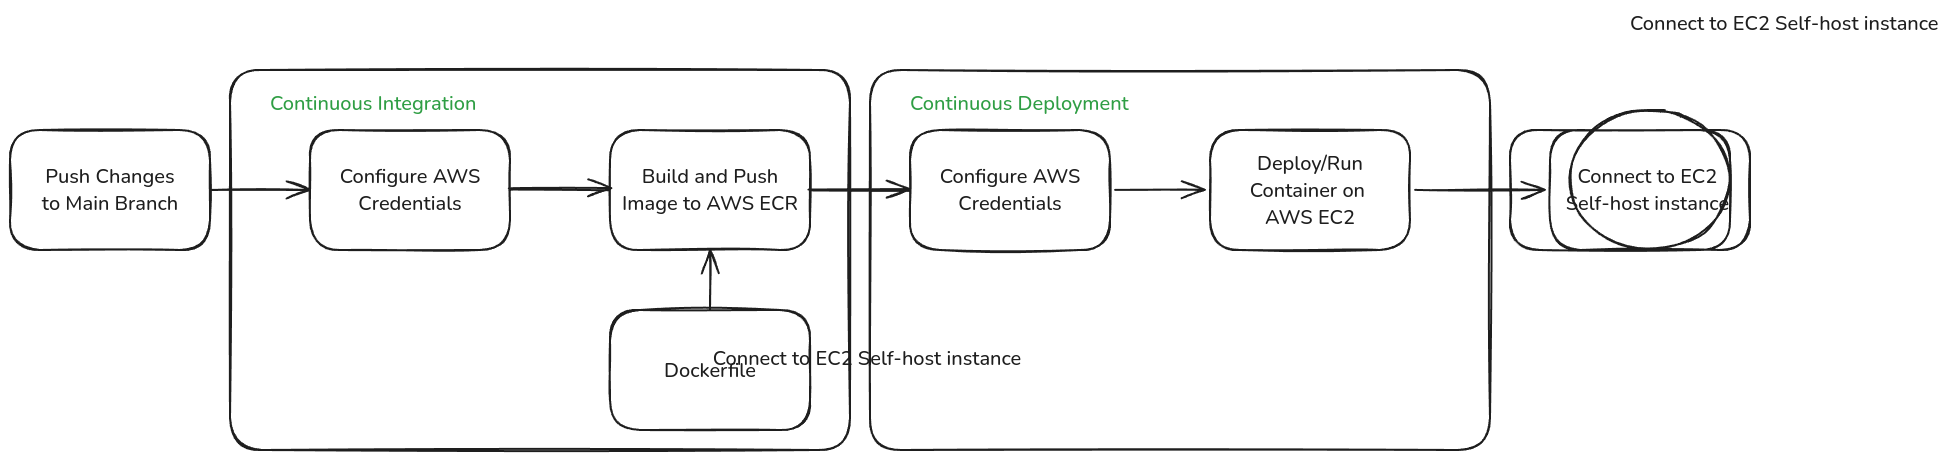 Connect to EC2 Self-host instance
Continuous Integration
Continuous Deployment
Push Changes
to Main Branch
Configure AWS
Credentials
Build and Push
Image to AWS ECR
Configure AWS
Credentials
Deploy/Run
Container on
AWS EC2
Connect to EC2
Self-host instance
Connect to EC2 Self-host instance
Dockerfile